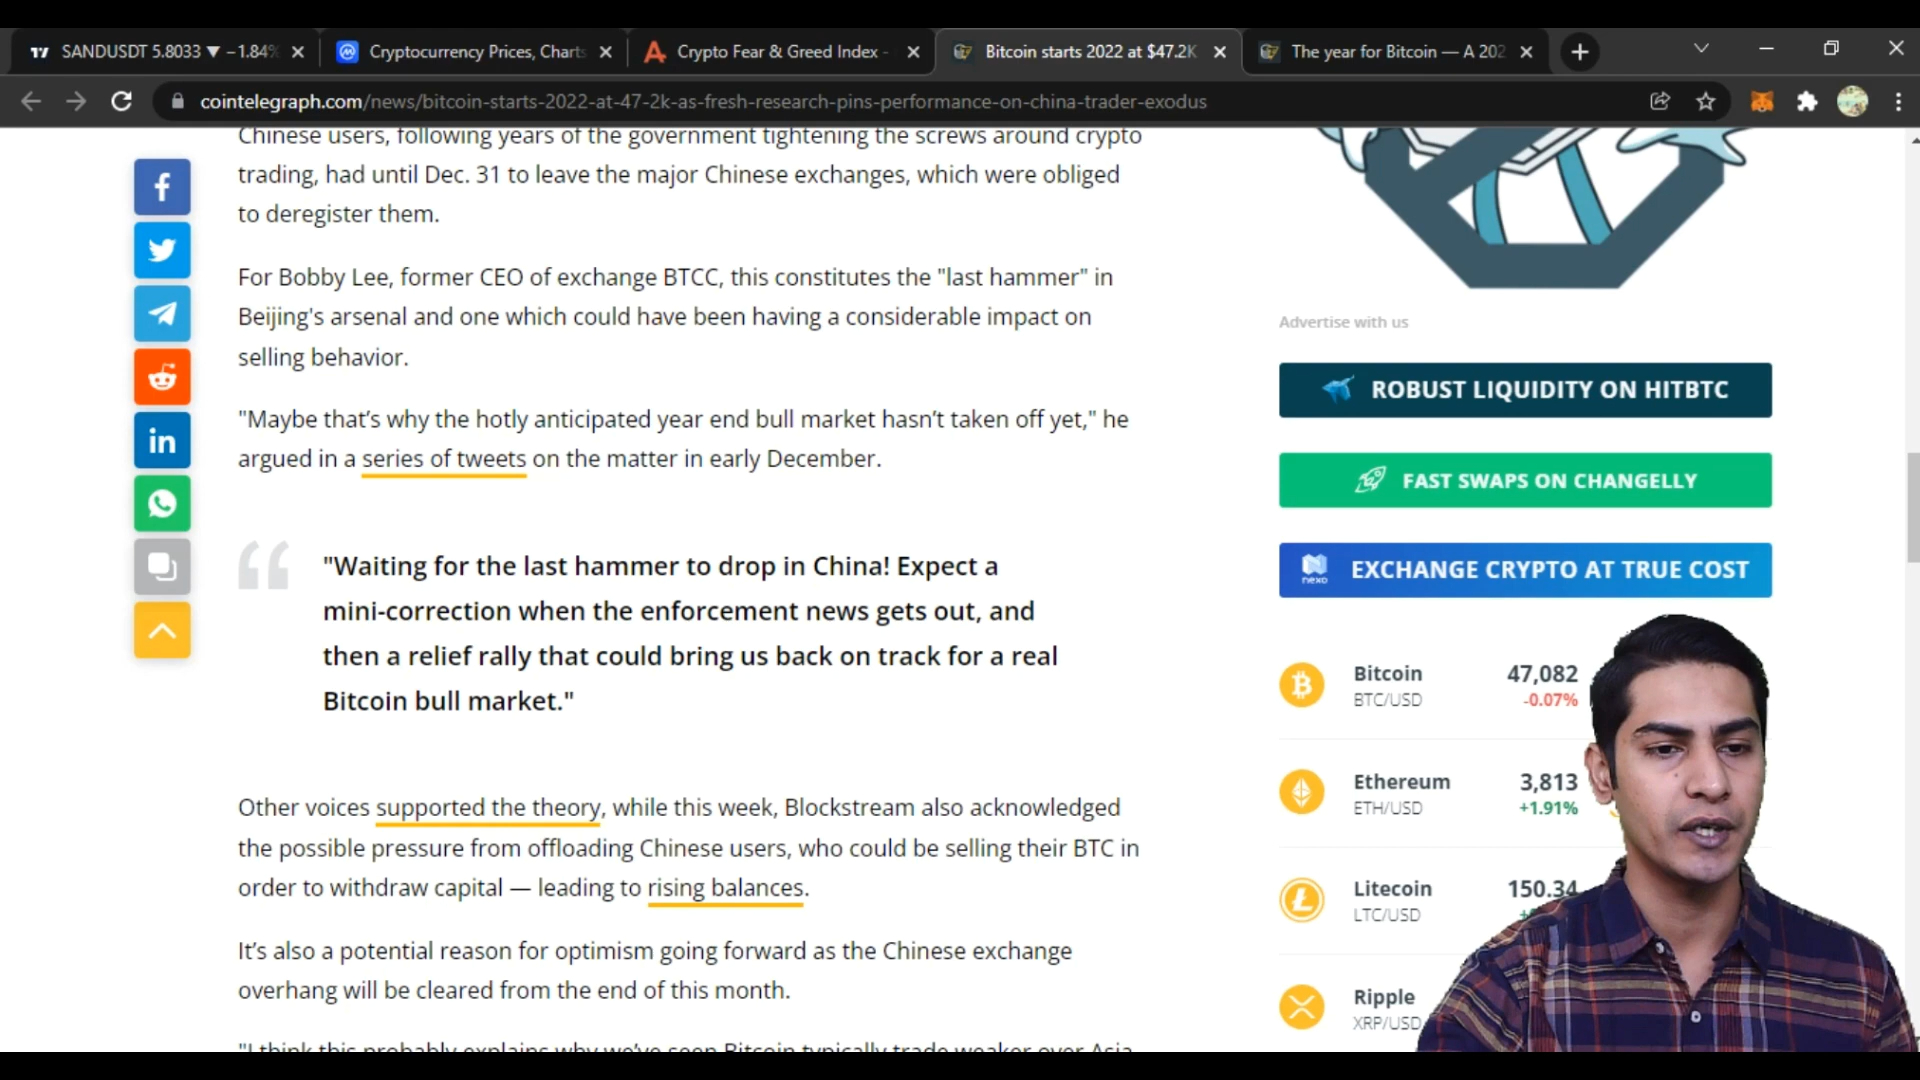 SANDUSDT 5.8033 ▼ −1.84%
Cryptocurrency Prices, Charts
Crypto Fear & Greed Index -
Bitcoin starts 2022 at $47.2K
The year for Bitcoin — A 202
cointelegraph.com/news/bitcoin-starts-2022-at-47-2k-as-fresh-research-pins-performance-on-china-trader-exodus
Chinese users, following years of the government tightening the screws around crypto
trading, had until Dec. 31 to leave the major Chinese exchanges, which were obliged
to deregister them.
For Bobby Lee, former CEO of exchange BTCC, this constitutes the "last hammer" in
Beijing's arsenal and one which could have been having a considerable impact on
selling behavior.
"Maybe that’s why the hotly anticipated year end bull market hasn’t taken off yet," he
argued in a series of tweets on the matter in early December.
"Waiting for the last hammer to drop in China! Expect a
mini-correction when the enforcement news gets out, and
then a relief rally that could bring us back on track for a real
Bitcoin bull market."
Other voices supported the theory, while this week, Blockstream also acknowledged
the possible pressure from offloading Chinese users, who could be selling their BTC in
order to withdraw capital — leading to rising balances.
It’s also a potential reason for optimism going forward as the Chinese exchange
overhang will be cleared from the end of this month.
"I think this probably explains why we’ve seen Bitcoin typically trade weaker over Asia
Advertise with us
ROBUST LIQUIDITY ON HITBTC
FAST SWAPS ON CHANGELLY
nexo EXCHANGE CRYPTO AT TRUE COST
Bitcoin 47,082
BTC/USD -0.07%
Ethereum 3,813
ETH/USD +1.91%
Litecoin 150.34
LTC/USD
Ripple
XRP/USD